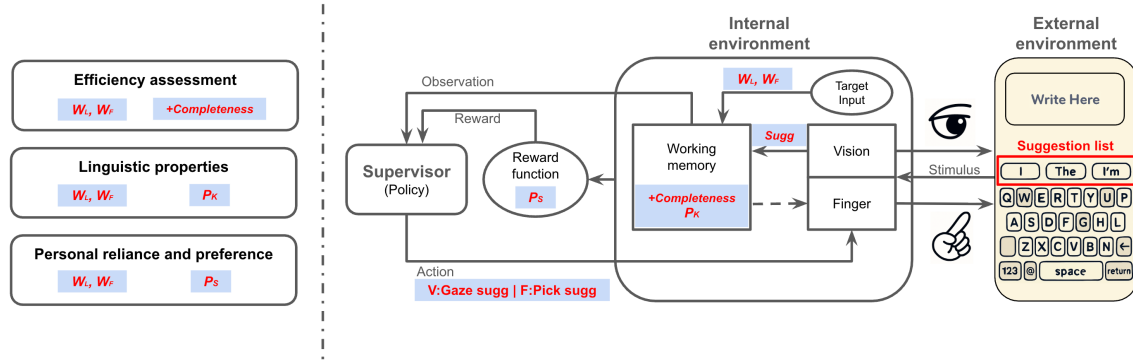 Efficiency assessment
WL, WF
+Completeness
Linguistic properties
WL, WF
PK
Personal reliance and preference
WL, WF
PS
Internal
environment
External
environment
Observation
Reward
Supervisor
(Policy)
Reward
function
PS
WL, WF
Target
Input
Working
memory
+Completeness
PK
Sugg
Vision
Finger
Action
V:Gaze sugg | F:Pick sugg
Stimulus
Write Here
Suggestion list
I The I'm
Q W E R T Y U P
A S D F G H L
Z X C V B N ←
123 @ space return